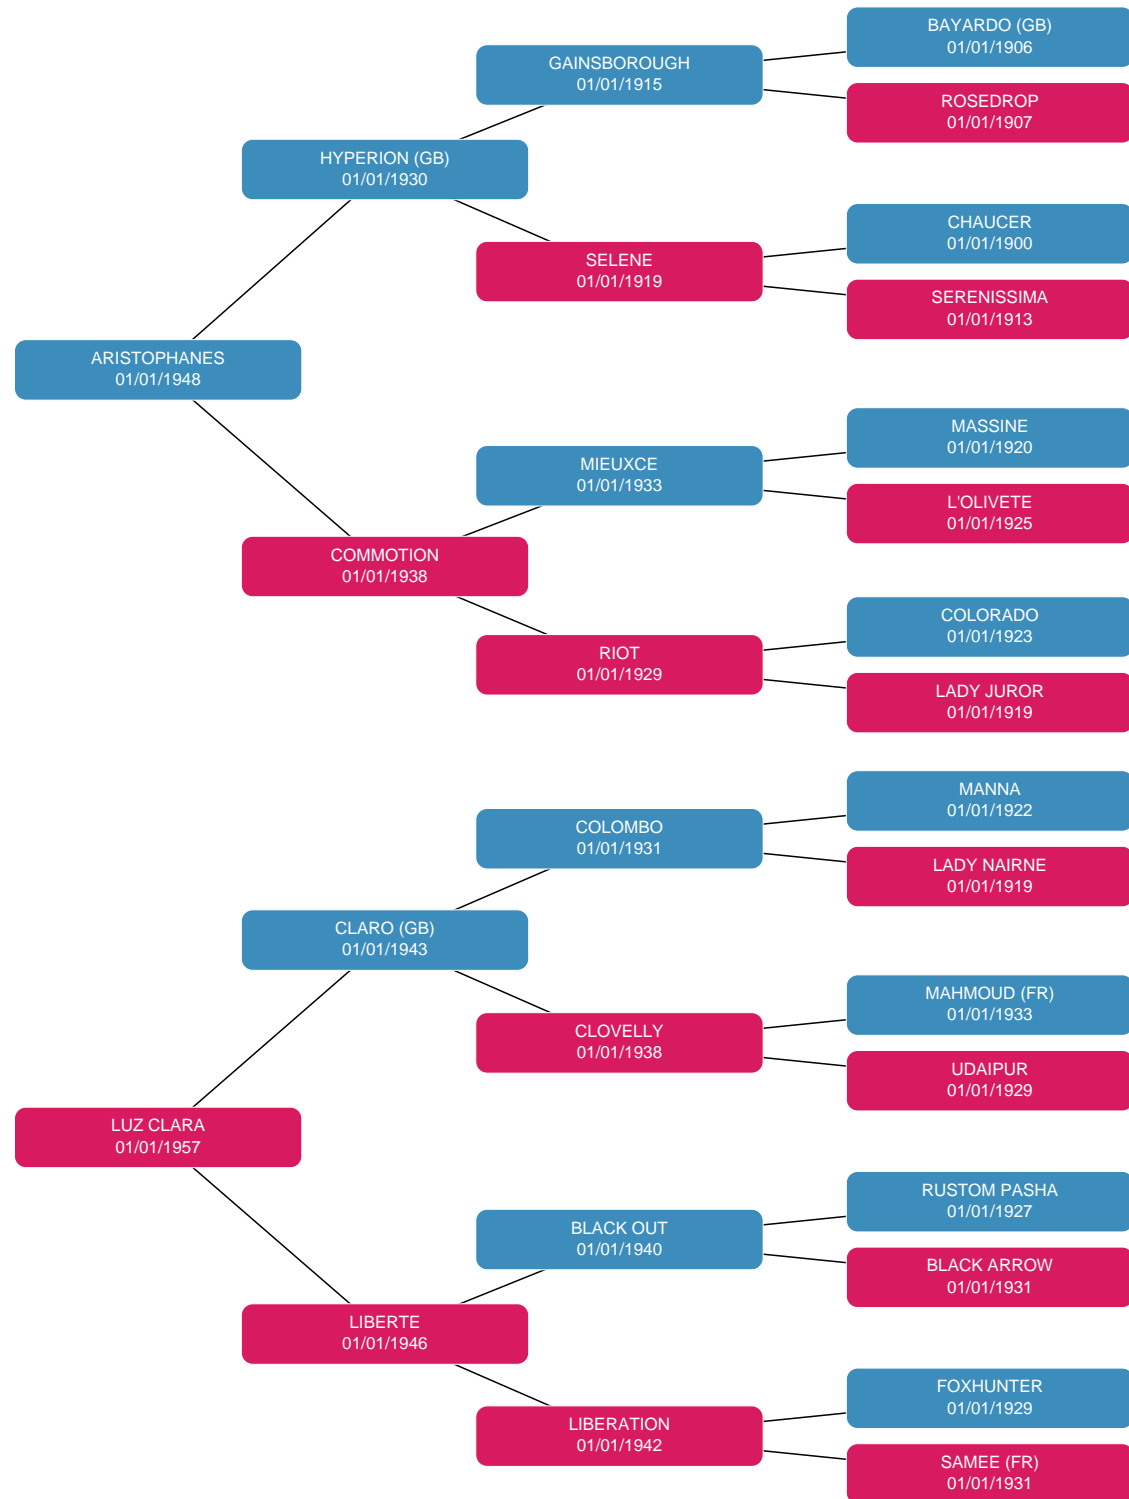 BAYARDO (GB)
01/01/1906
GAINSBOROUGH
01/01/1915
ROSEDROP
01/01/1907
HYPERION (GB)
01/01/1930
CHAUCER
01/01/1900
SELENE
01/01/1919
SERENISSIMA
01/01/1913
ARISTOPHANES
01/01/1948
MASSINE
01/01/1920
MIEUXCE
01/01/1933
L'OLIVETE
01/01/1925
COMMOTION
01/01/1938
COLORADO
01/01/1923
RIOT
01/01/1929
LADY JUROR
01/01/1919
MANNA
01/01/1922
COLOMBO
01/01/1931
LADY NAIRNE
01/01/1919
CLARO (GB)
01/01/1943
MAHMOUD (FR)
01/01/1933
CLOVELLY
01/01/1938
UDAIPUR
01/01/1929
LUZ CLARA
01/01/1957
RUSTOM PASHA
01/01/1927
BLACK OUT
01/01/1940
BLACK ARROW
01/01/1931
LIBERTE
01/01/1946
FOXHUNTER
01/01/1929
LIBERATION
01/01/1942
SAMEE (FR)
01/01/1931